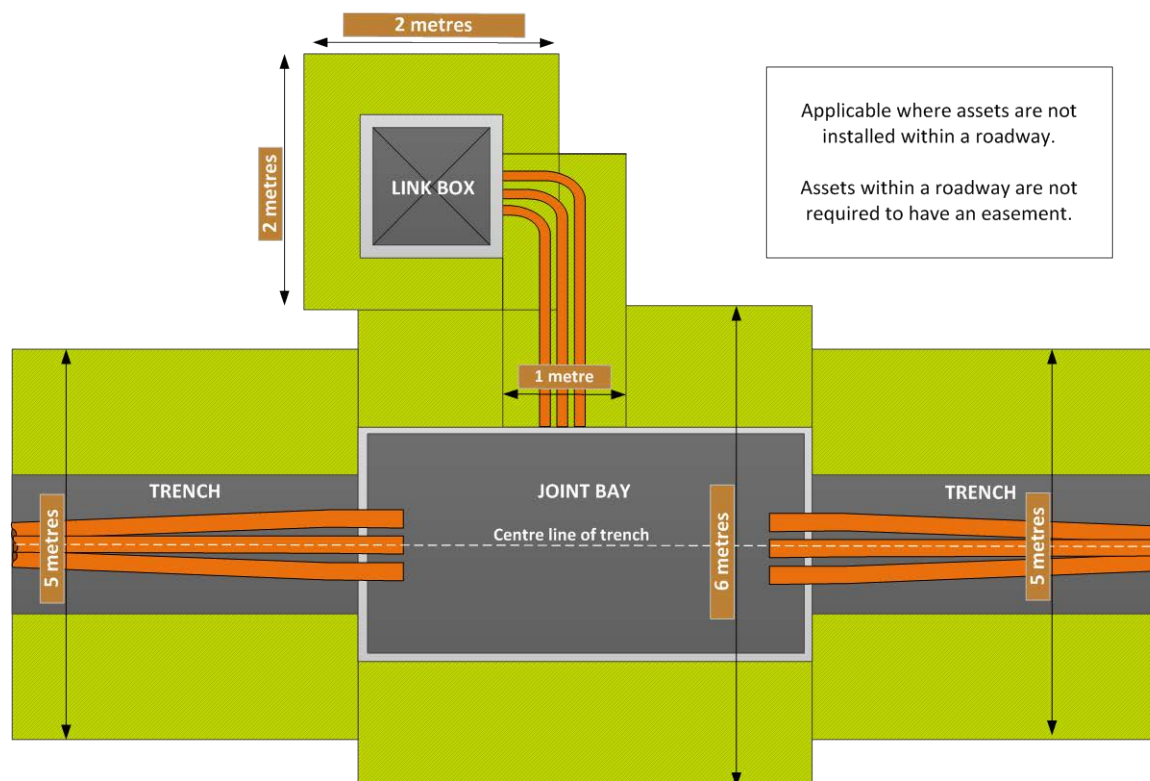 2 metres
Applicable where assets are not
installed within a roadway.
Assets within a roadway are not
required to have an easement.
2 metres
LINK BOX
1 metre
TRENCH
JOINT BAY
TRENCH
Centre line of trench
5 metres
6 metres
5 metres